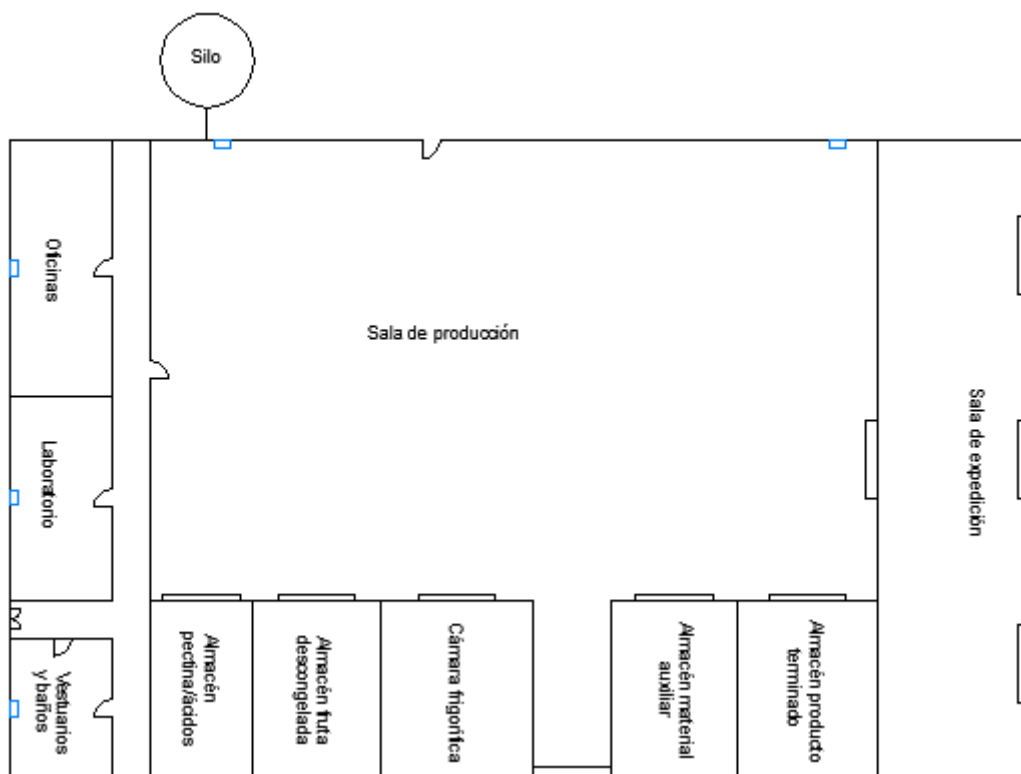 Silo
Oficinas
Sala de producción
Sala de expedición
Laboratorio
Almacén
pectina/ácidos
Almacén fruta
descongelada
Cámara frigorífica
Almacén material
auxiliar
Almacén producto
terminado
Vestuarios
y baños